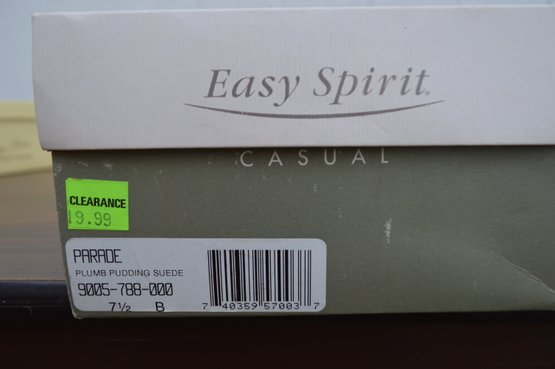 Easy Spirit®
CASUAL
CLEARANCE
19.99
PARADE
PLUMB PUDDING SUEDE
9005-788-000
7½ B
7 40359 57003 7